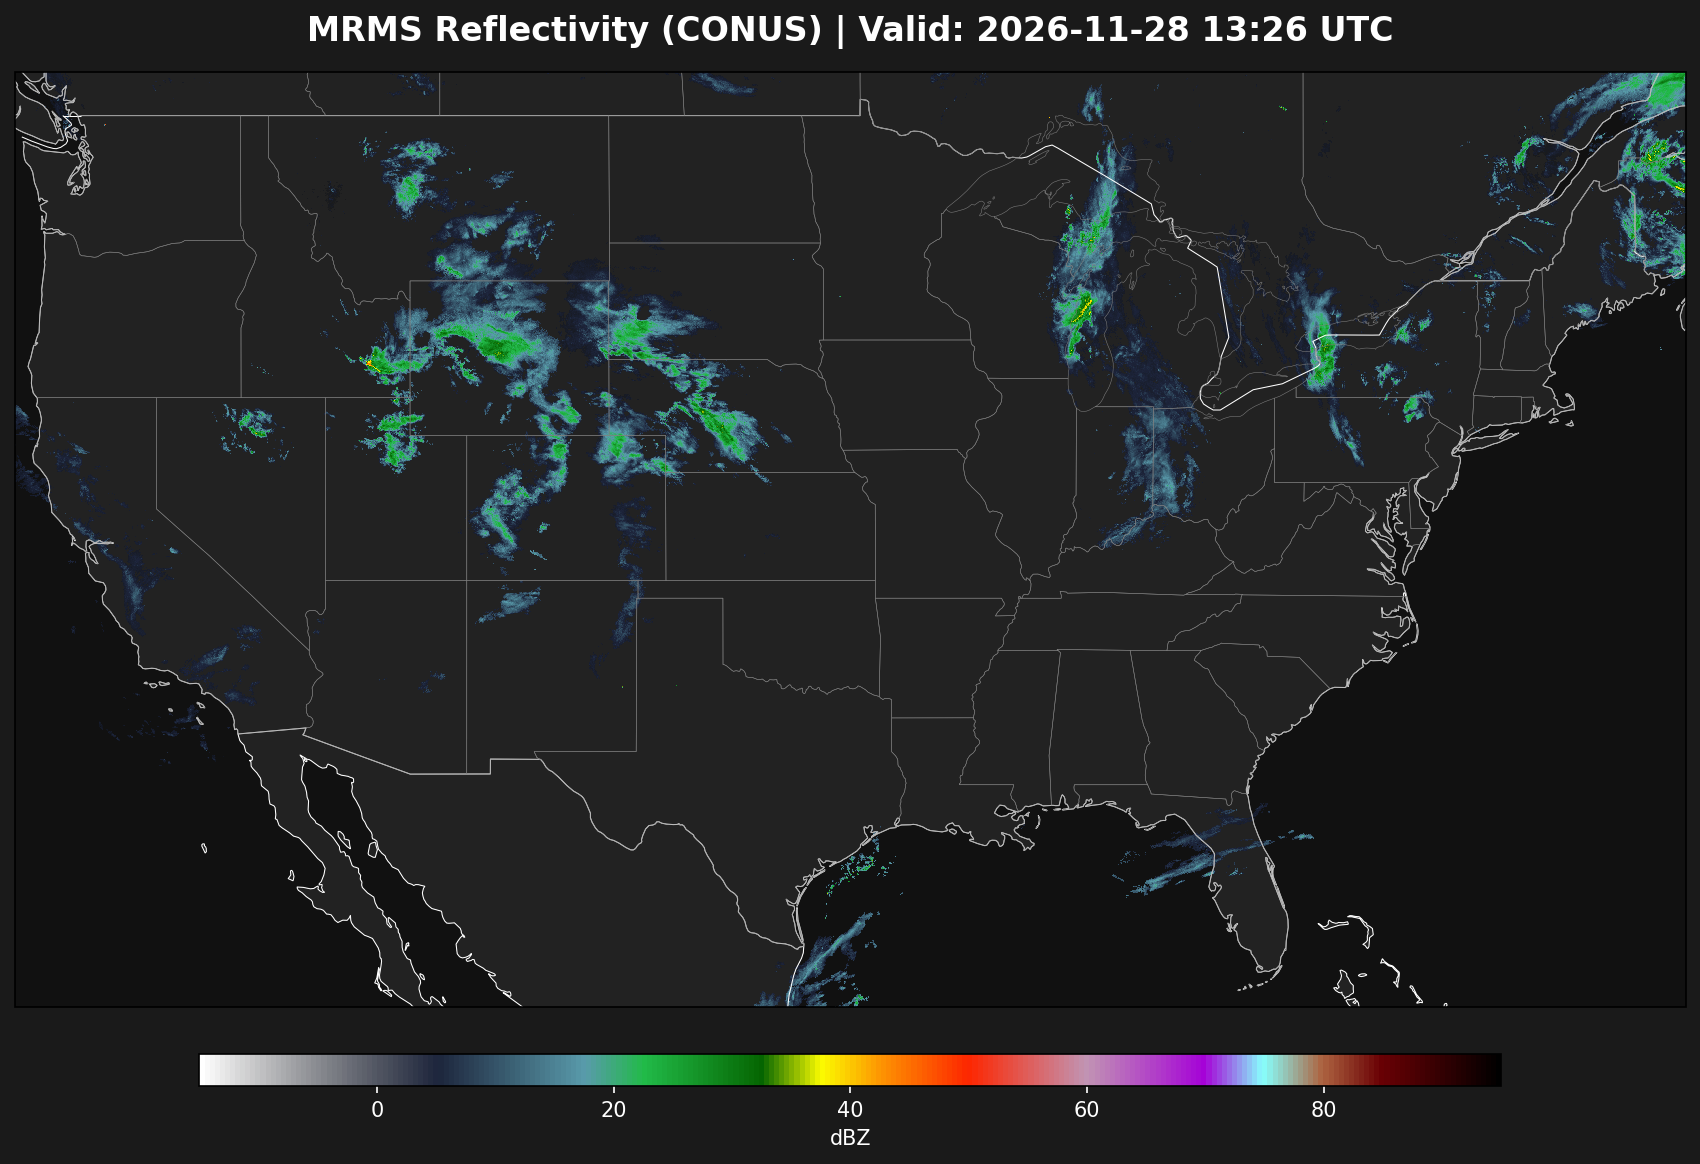 MRMS Reflectivity (CONUS) | Valid: 2026-11-28 13:26 UTC
0 20 40 60 80
dBZ